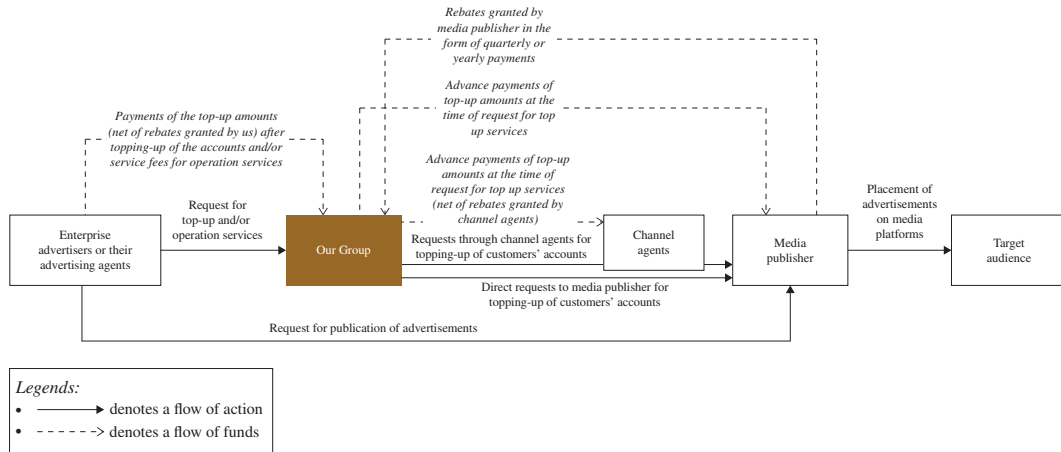 Rebates granted by
media publisher in the
form of quarterly or
yearly payments
Advance payments of
top-up amounts at the
time of request for top
up services
Payments of the top-up amounts
(net of rebates granted by us) after
topping-up of the accounts and/or
service fees for operation services
Advance payments of top-up
amounts at the time of
request for top up services
(net of rebates granted by
channel agents)
Enterprise
advertisers or their
advertising agents
Request for
top-up and/or
operation services
Our Group
Requests through channel agents for
topping-up of customers' accounts
Channel
agents
Direct requests to media publisher for
topping-up of customers' accounts
Media
publisher
Placement of
advertisements
on media
platforms
Target
audience
Request for publication of advertisements
Legends:
• denotes a flow of action
• denotes a flow of funds